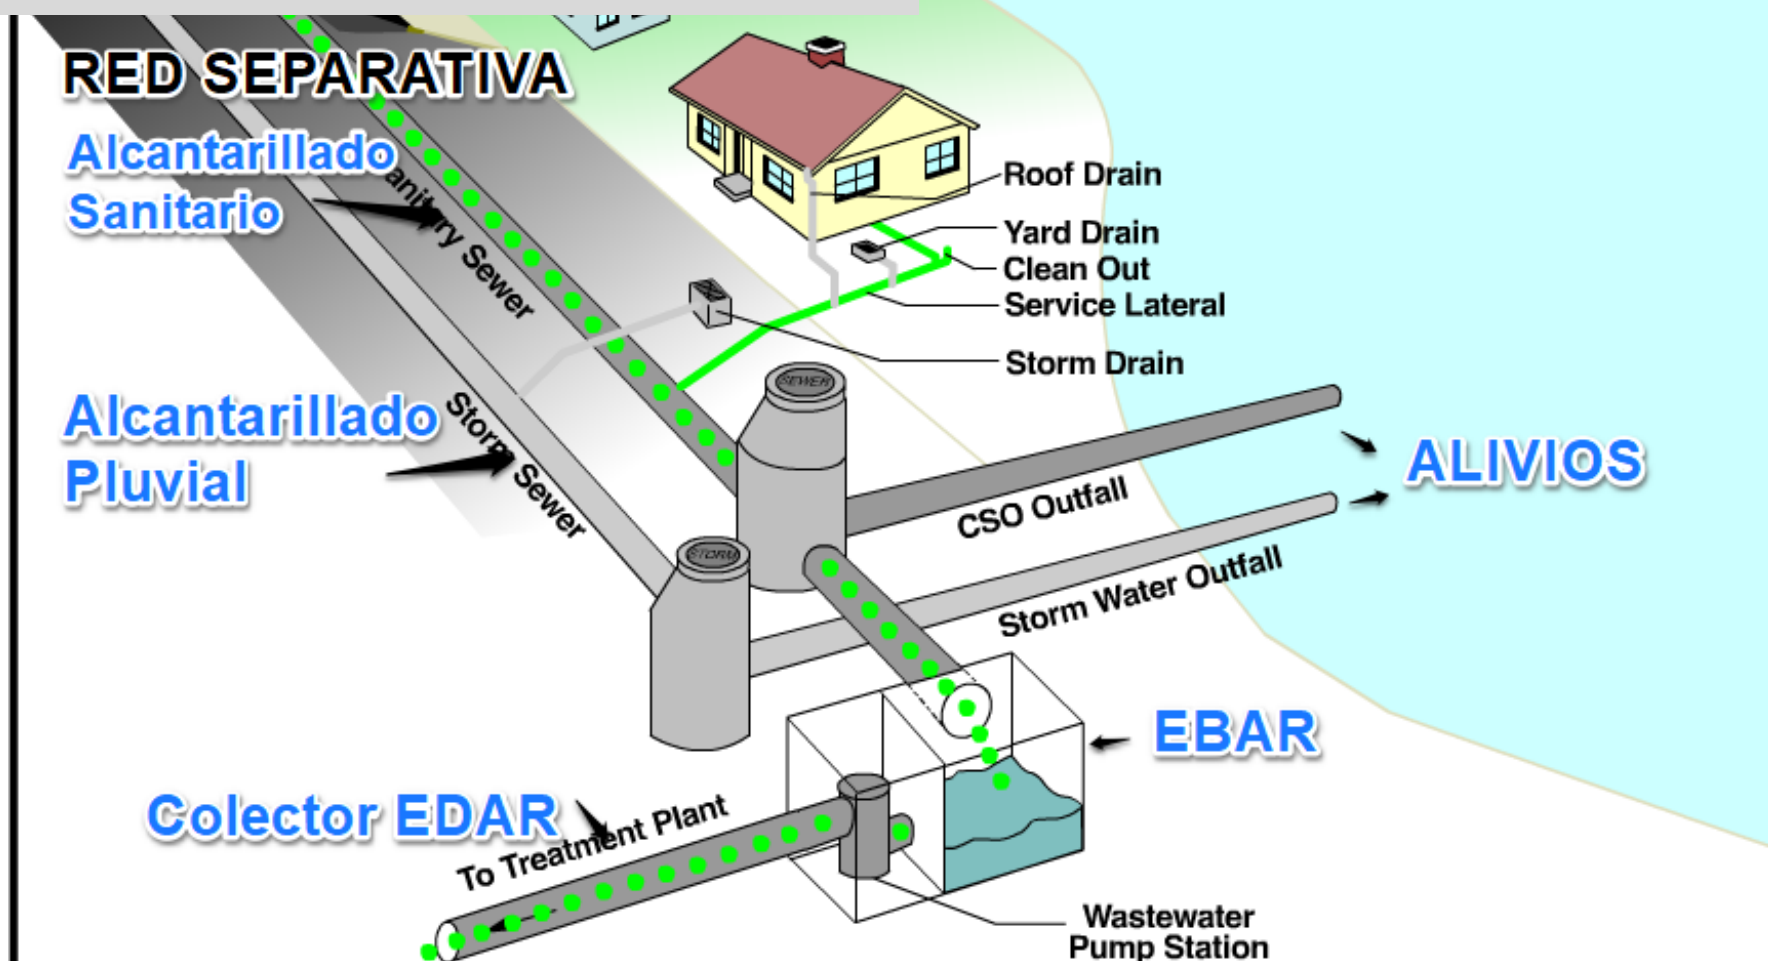 RED SEPARATIVA
Alcantarillado
Sanitario
Sanitary Sewer
Roof Drain
Yard Drain
Clean Out
Service Lateral
Storm Drain
SEWER
Alcantarillado
Pluvial
Storm Sewer
ALIVIOS
CSO Outfall
STORM
Storm Water Outfall
EBAR
Colector EDAR
To Treatment Plant
Wastewater
Pump Station